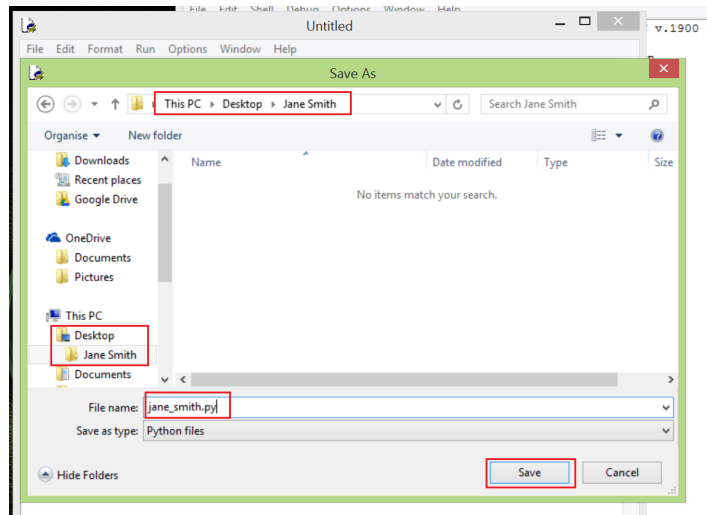 File Edit Shell Debug Options Window Help
Untitled
v.1900
File Edit Format Run Options Window Help
Save As
This PC Desktop Jane Smith
Search Jane Smith
Organise New folder
Downloads
Recent places
Google Drive
OneDrive
Documents
Pictures
This PC
Desktop
Jane Smith
Documents
Name Date modified Type Size
No items match your search.
File name: jane_smith.py
Save as type: Python files
Hide Folders
Save Cancel